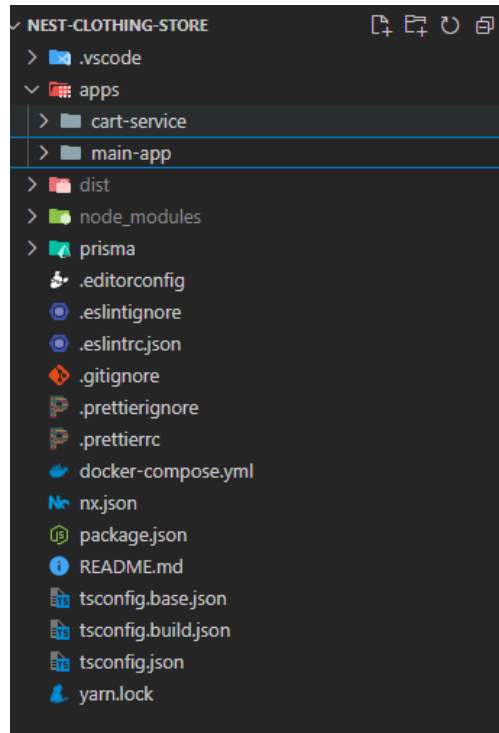 NEST-CLOTHING-STORE
.vscode
apps
cart-service
main-app
dist
node_modules
prisma
.editorconfig
.eslintignore
.eslintrc.json
.gitignore
.prettierignore
.prettierrc
docker-compose.yml
nx.json
package.json
README.md
tsconfig.base.json
tsconfig.build.json
tsconfig.json
yarn.lock